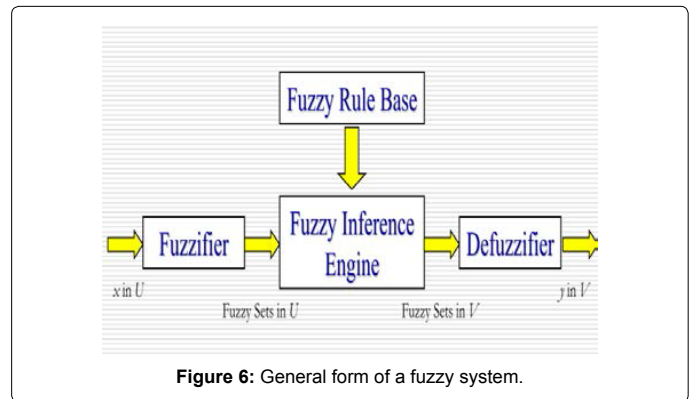 Fuzzy Rule Base
Fuzzifier
Fuzzy Inference
Engine
Defuzzifier
x in U
Fuzzy Sets in U
Fuzzy Sets in V
y in V
Figure 6: General form of a fuzzy system.